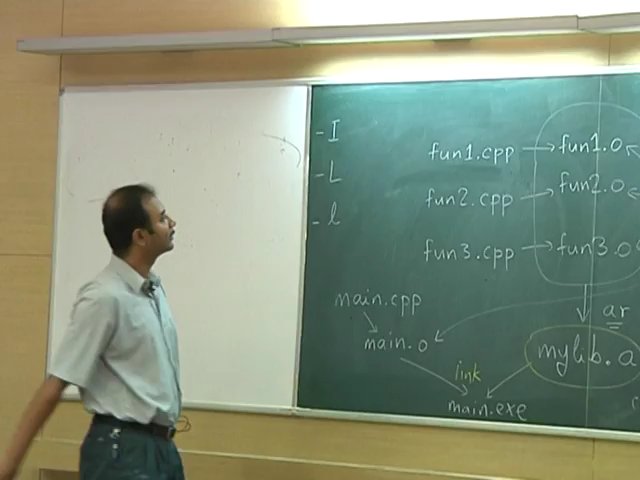 -I
-L
-l
fun1.cpp → fun1.o
fun2.cpp → fun2.o
fun3.cpp → fun3.o
main.cpp
main.o
ar
mylib.a
link
main.exe